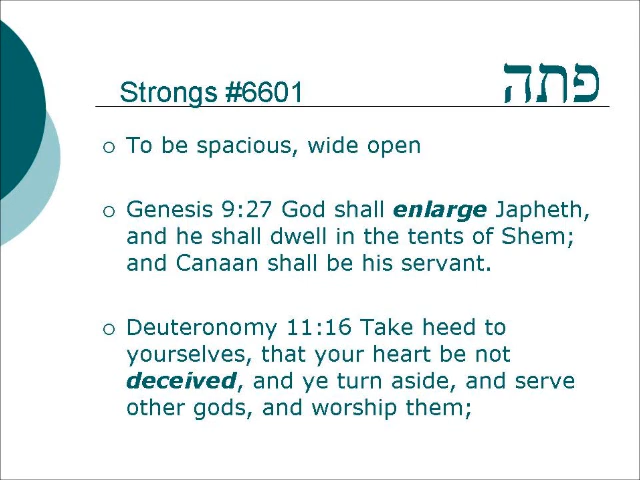 Strongs #6601 פתה
To be spacious, wide open
Genesis 9:27 God shall enlarge Japheth,
and he shall dwell in the tents of Shem;
and Canaan shall be his servant.
Deuteronomy 11:16 Take heed to
yourselves, that your heart be not
deceived, and ye turn aside, and serve
other gods, and worship them;